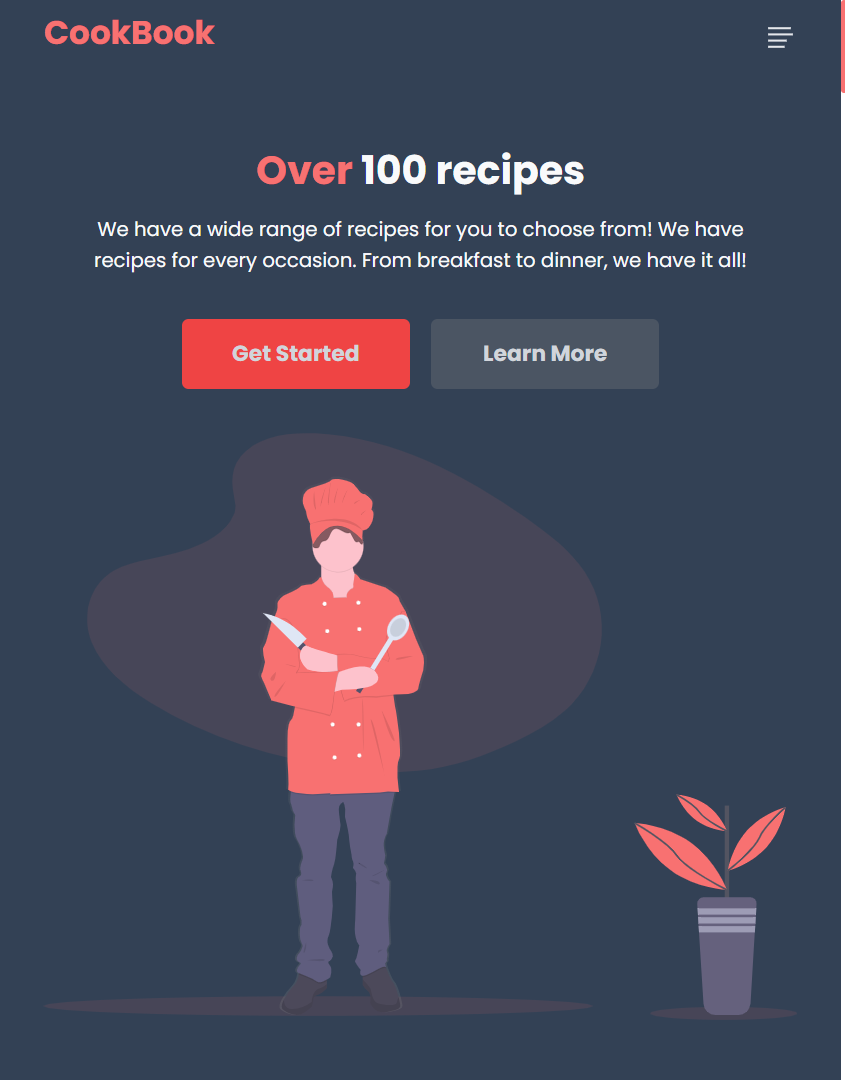 CookBook
Over 100 recipes
We have a wide range of recipes for you to choose from! We have
recipes for every occasion. From breakfast to dinner, we have it all!
Get Started
Learn More